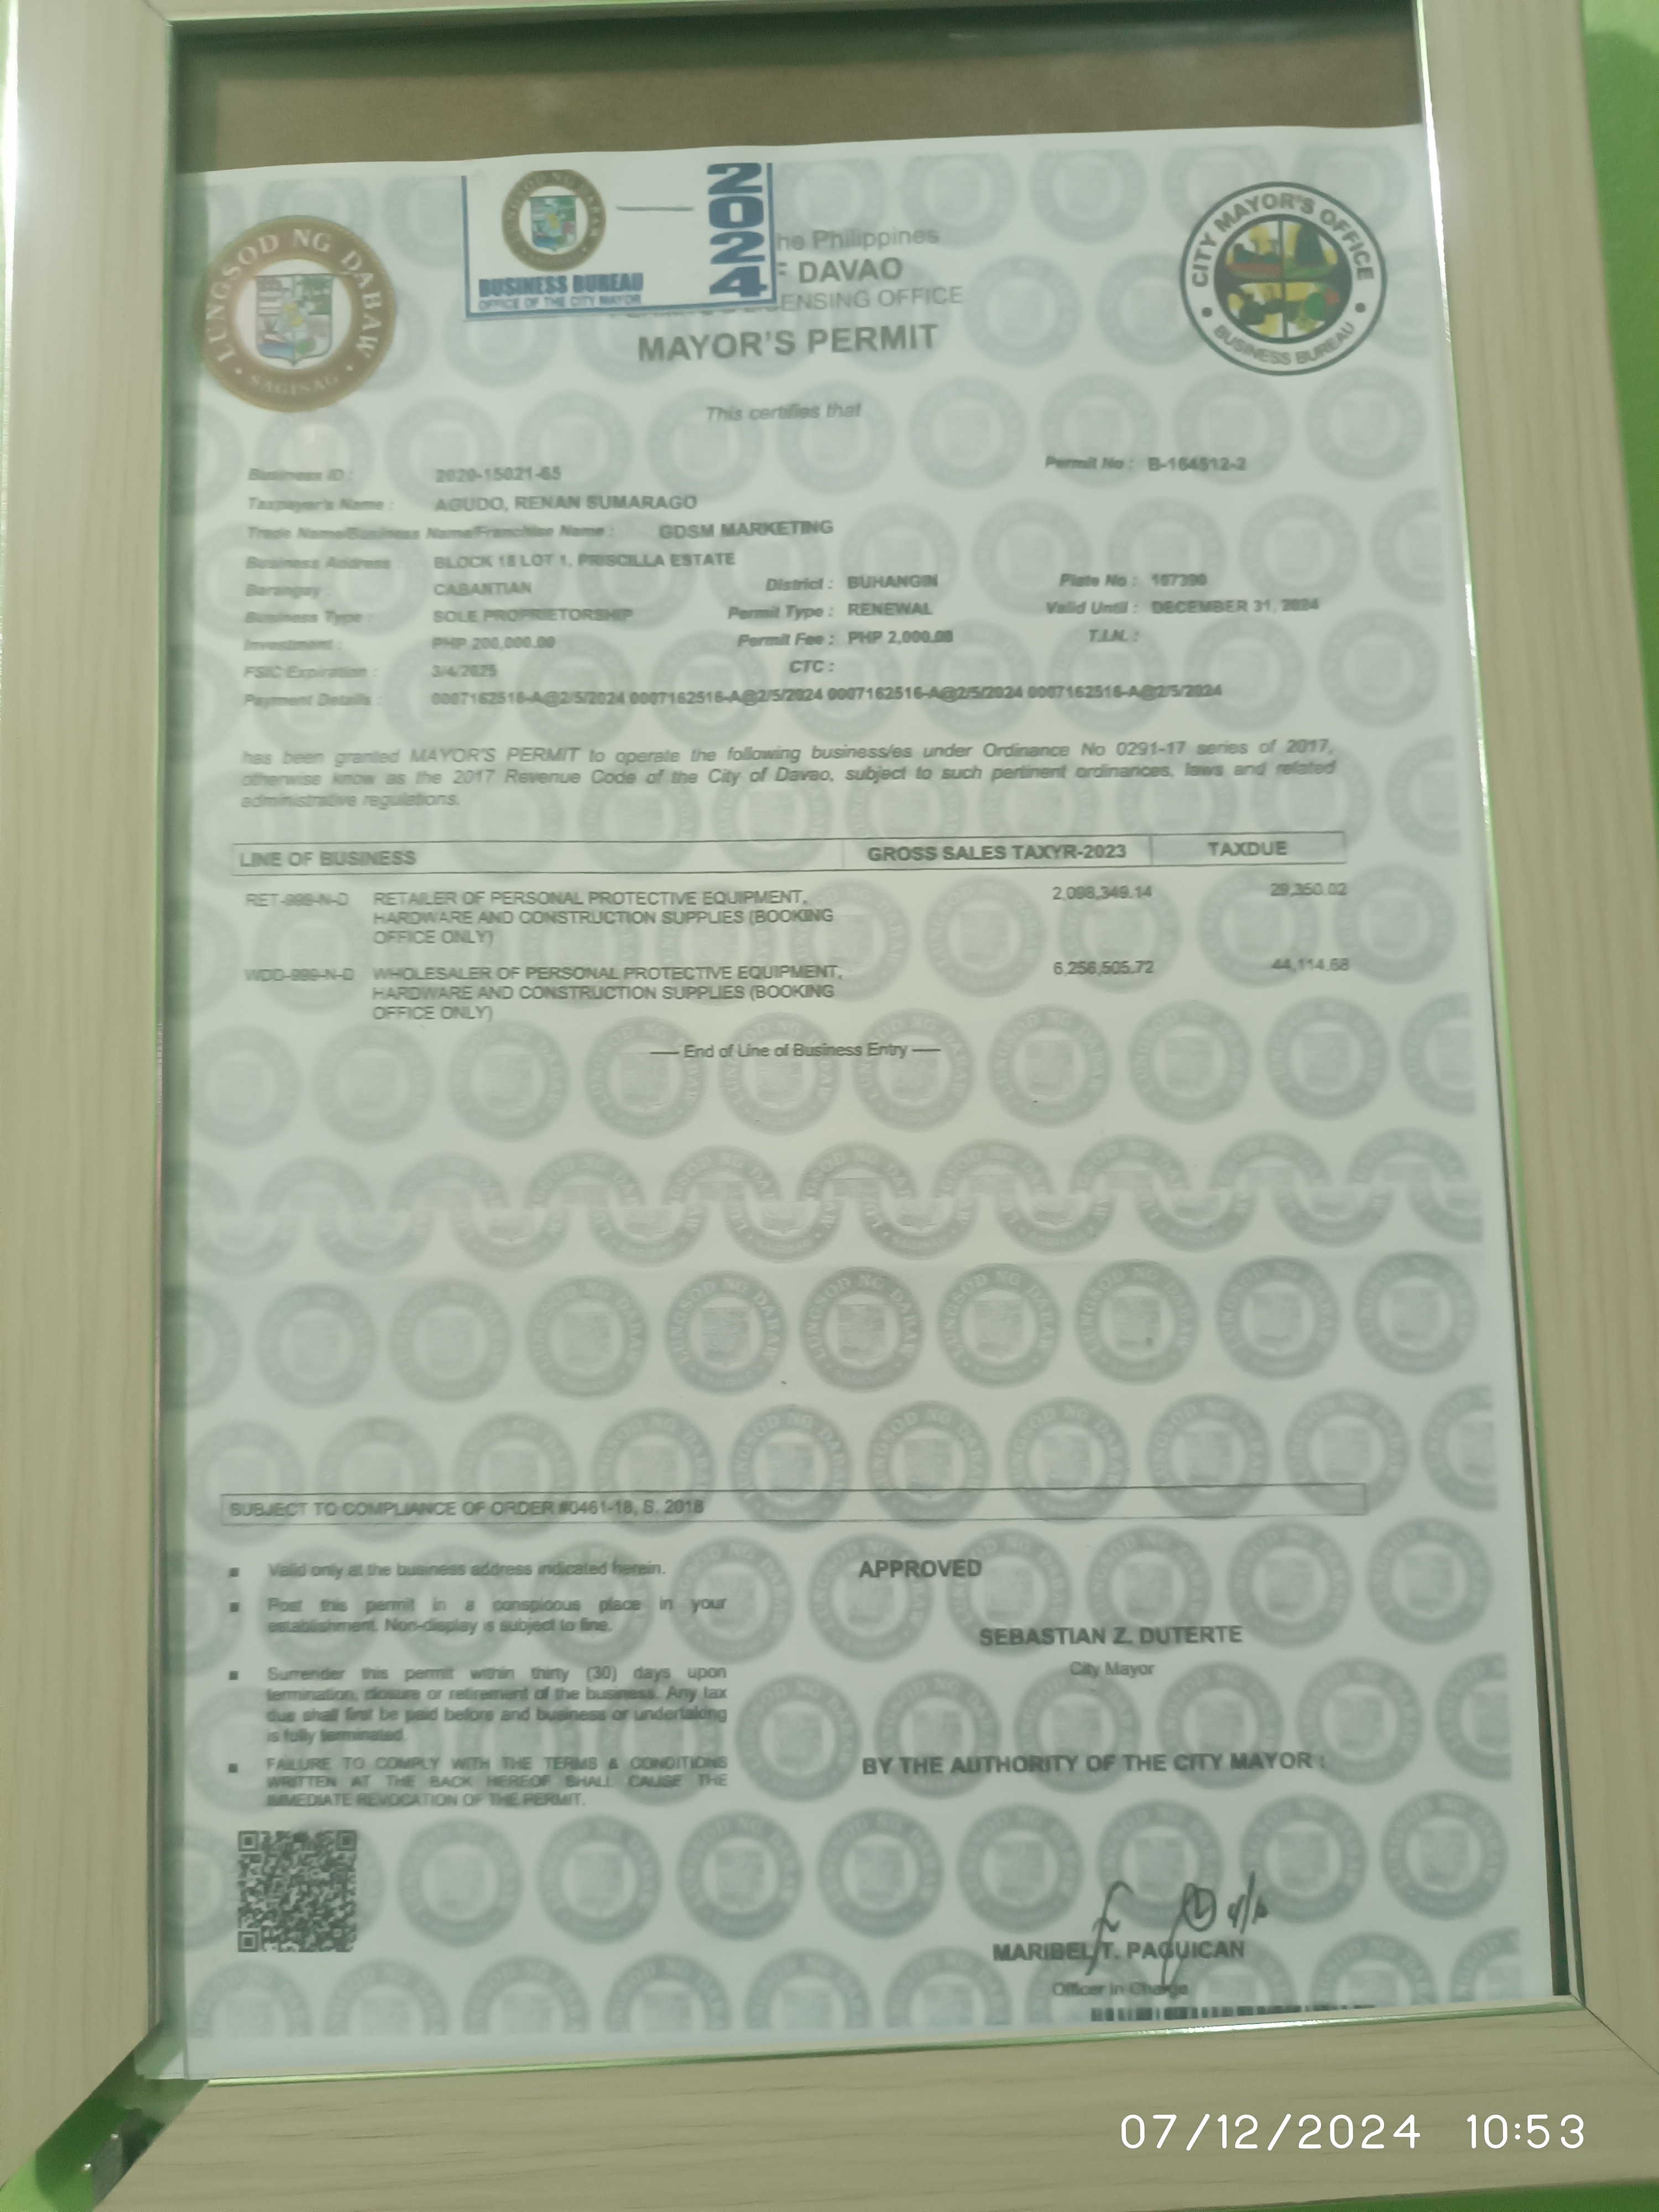 LUNGSOD NG DABAW
SAGISAG
LUNGSOD NG DABAW
BUSINESS BUREAU
OFFICE OF THE CITY MAYOR
2024
he Philippines
F DAVAO
ENSING OFFICE
MAYOR'S PERMIT
CITY MAYOR'S OFFICE
BUSINESS BUREAU
This certifies that
Business ID : 2020-15021-65 Permit No : B-164512-2
Taxpayer's Name : AGUDO, RENAN SUMARAGO
Trade Name/Business Name/Franchise Name : GDSM MARKETING
Business Address : BLOCK 18 LOT 1, PRISCILLA ESTATE
Barangay : CABANTIAN District : BUHANGIN Plate No :
Business Type : SOLE PROPRIETORSHIP Permit Type : RENEWAL Valid Until : DECEMBER 31, 2024
Investment : PHP 200,000.00 Permit Fee : PHP 2,000.00 T.I.N. :
FSIC Expiration : 3/4/2025 CTC :
Payment Details : 0007162516-A@2/5/2024 0007162516-A@2/5/2024 0007162516-A@2/5/2024 0007162516-A@2/5/2024
has been granted MAYOR'S PERMIT to operate the following business/es under Ordinance No 0291-17 series of 2017,
otherwise know as the 2017 Revenue Code of the City of Davao, subject to such pertinent ordinances, laws and related
administrative regulations.
LINE OF BUSINESS GROSS SALES TAXYR-2023 TAXDUE
RET-999-N-D RETAILER OF PERSONAL PROTECTIVE EQUIPMENT, 2,098,349.14 29,350.02
HARDWARE AND CONSTRUCTION SUPPLIES (BOOKING
OFFICE ONLY)
WDD-999-N-D WHOLESALER OF PERSONAL PROTECTIVE EQUIPMENT, 6,256,505.72 44,114.68
HARDWARE AND CONSTRUCTION SUPPLIES (BOOKING
OFFICE ONLY)
—— End of Line of Business Entry ——
SUBJECT TO COMPLIANCE OF ORDER #0461-18, S. 2018
■ Valid only at the business address indicated herein.
■ Post this permit in a conspicous place in your
establishment. Non-display is subject to fine.
■ Surrender this permit within thirty (30) days upon
termination, closure or retirement of the business. Any tax
due shall first be paid before and business or undertaking
is fully terminated.
■ FAILURE TO COMPLY WITH THE TERMS & CONDITIONS
WRITTEN AT THE BACK HEREOF SHALL CAUSE THE
IMMEDIATE REVOCATION OF THE PERMIT.
APPROVED
SEBASTIAN Z. DUTERTE
City Mayor
BY THE AUTHORITY OF THE CITY MAYOR :
MARIBEL T. PAGUICAN
Officer In Charge
07/12/2024 10:53